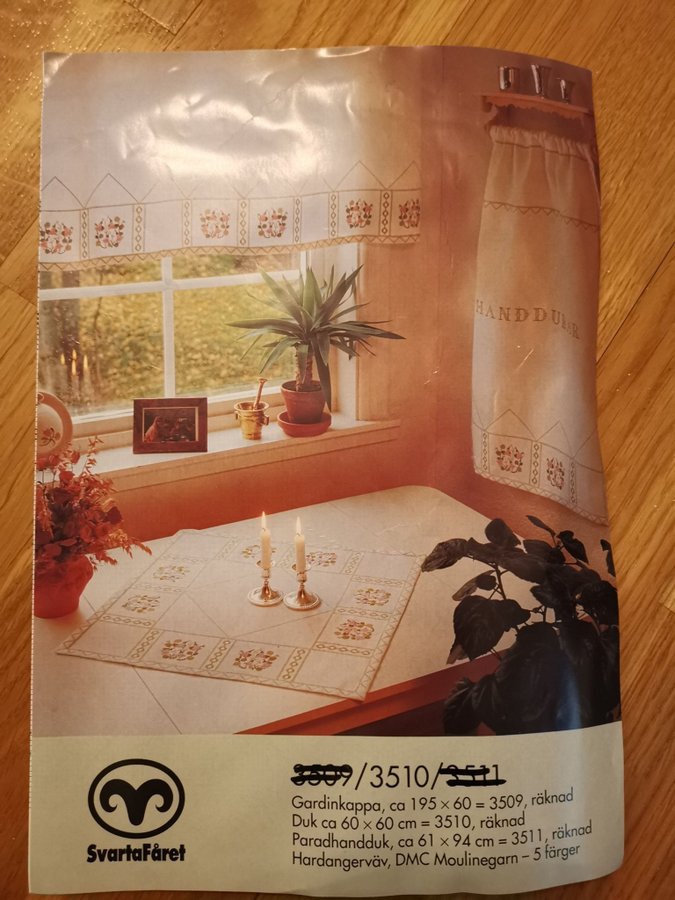 HANDDUKAR
SvartaFåret
3509/3510/3511
Gardinkappa, ca 195 × 60 = 3509, räknad
Duk ca 60 × 60 cm = 3510, räknad
Paradhandduk, ca 61 × 94 cm = 3511, räknad
Hardangerväv, DMC Moulinegarn – 5 färger